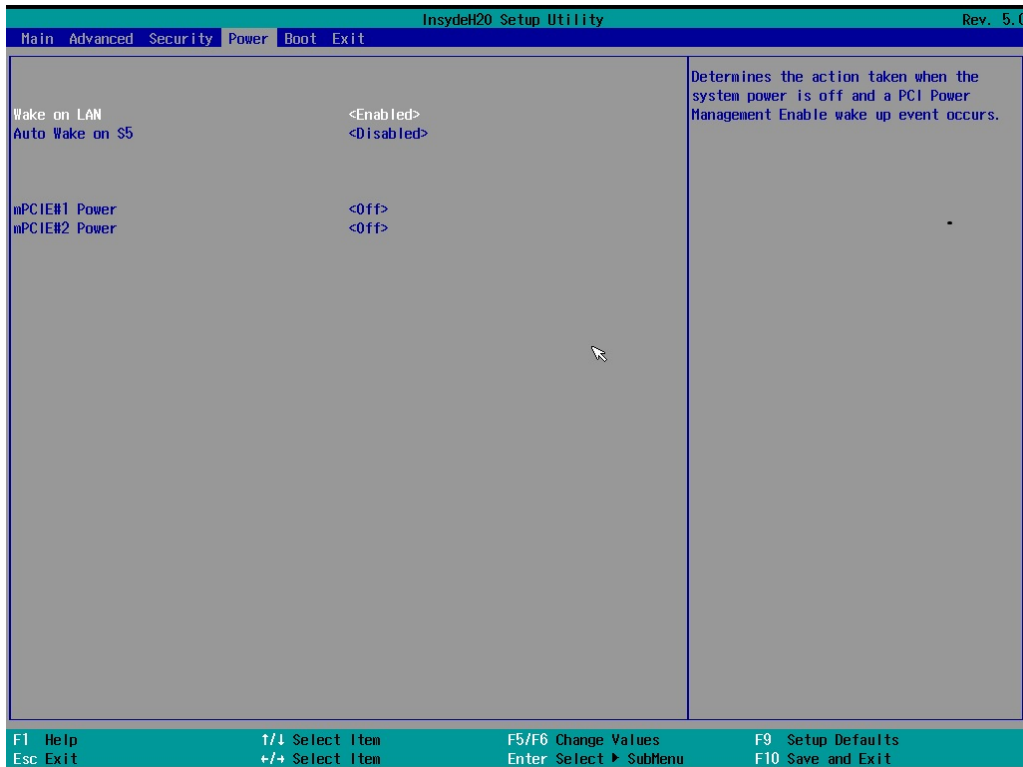 InsydeH20 Setup Utility Rev. 5.0
Main Advanced Security Power Boot Exit
Determines the action taken when the
system power is off and a PCI Power
Management Enable wake up event occurs.
Wake on LAN <Enabled>
Auto Wake on S5 <Disabled>
mPCIE#1 Power <Off>
mPCIE#2 Power <Off>
F1 Help ↑/↓ Select Item F5/F6 Change Values F9 Setup Defaults
Esc Exit ←/→ Select Item Enter Select ▶ SubMenu F10 Save and Exit